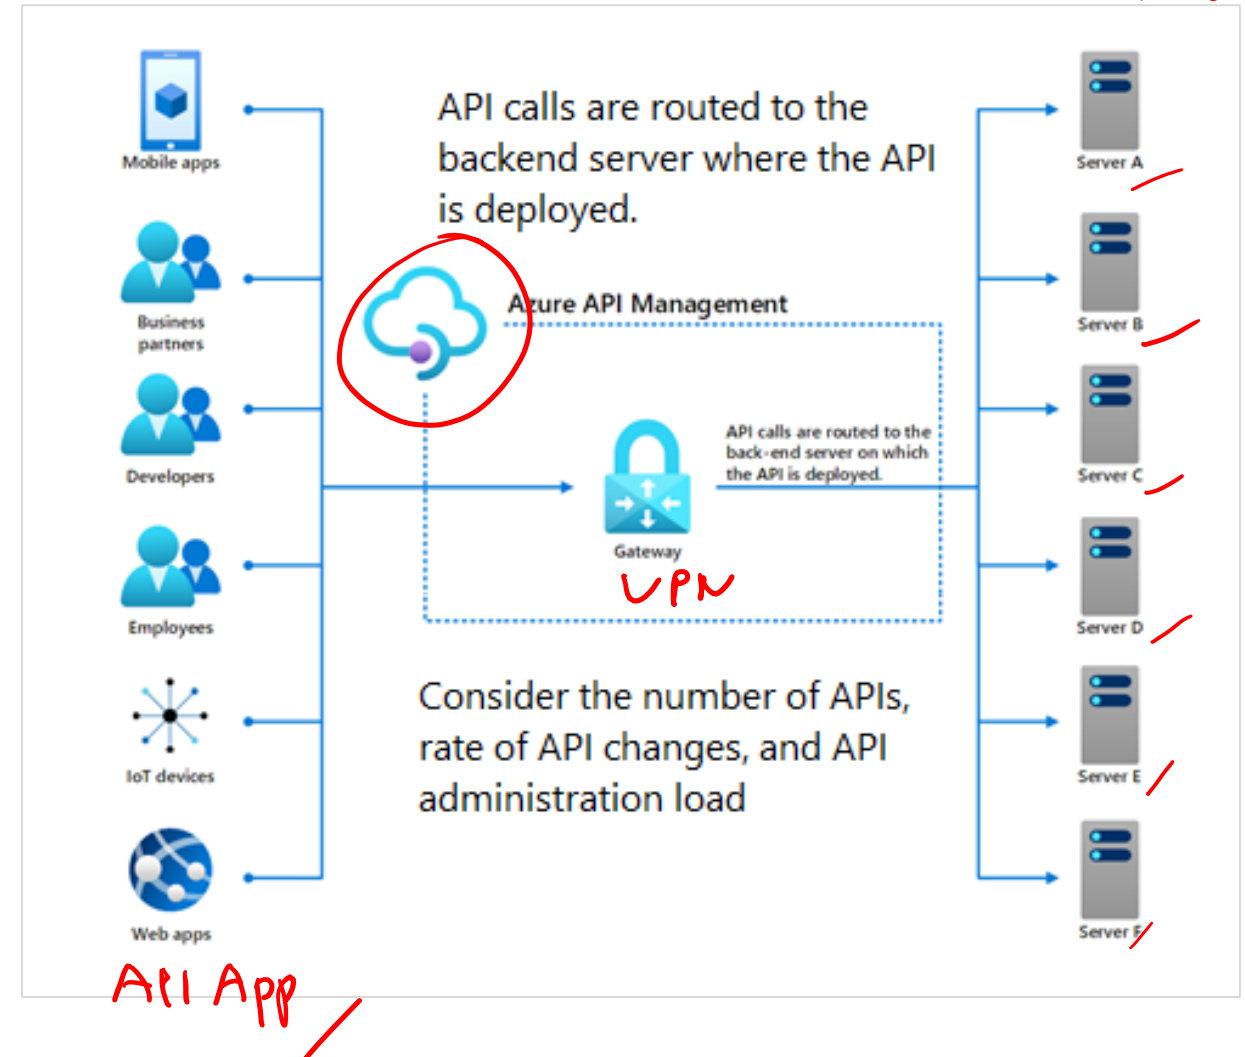 Mobile apps
Business
partners
Developers
Employees
IoT devices
Web apps
API App
API calls are routed to the
backend server where the API
is deployed.
Azure API Management
API calls are routed to the
back-end server on which
the API is deployed.
Gateway
VPN
Consider the number of APIs,
rate of API changes, and API
administration load
Server A
Server B
Server C
Server D
Server E
Server F